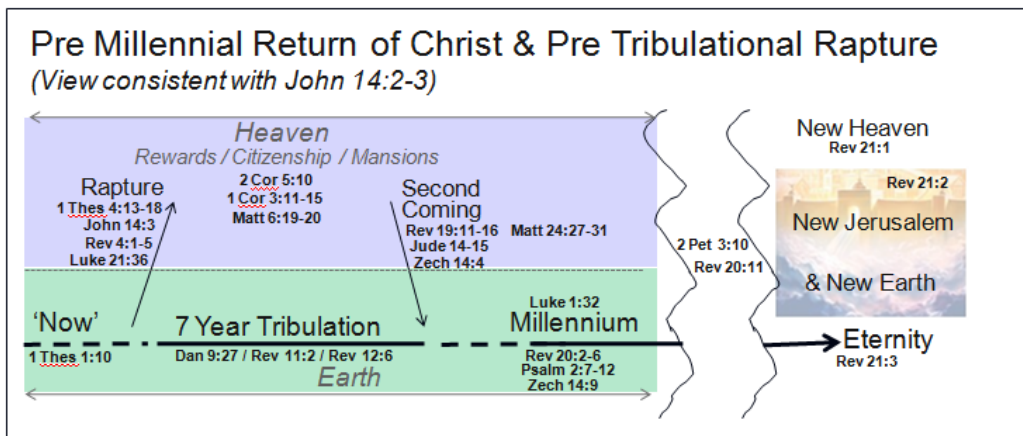 Pre Millennial Return of Christ & Pre Tribulational Rapture
(View consistent with John 14:2-3)
Heaven
Rewards / Citizenship / Mansions
Rapture
1 Thes 4:13-18
John 14:3
Rev 4:1-5
Luke 21:36
2 Cor 5:10
1 Cor 3:11-15
Matt 6:19-20
Second
Coming
Rev 19:11-16 Matt 24:27-31
Jude 14-15
Zech 14:4
'Now'
1 Thes 1:10
7 Year Tribulation
Dan 9:27 / Rev 11:2 / Rev 12:6
Earth
Luke 1:32
Millennium
Rev 20:2-6
Psalm 2:7-12
Zech 14:9
2 Pet 3:10
Rev 20:11
New Heaven
Rev 21:1
Rev 21:2
New Jerusalem
& New Earth
Eternity
Rev 21:3